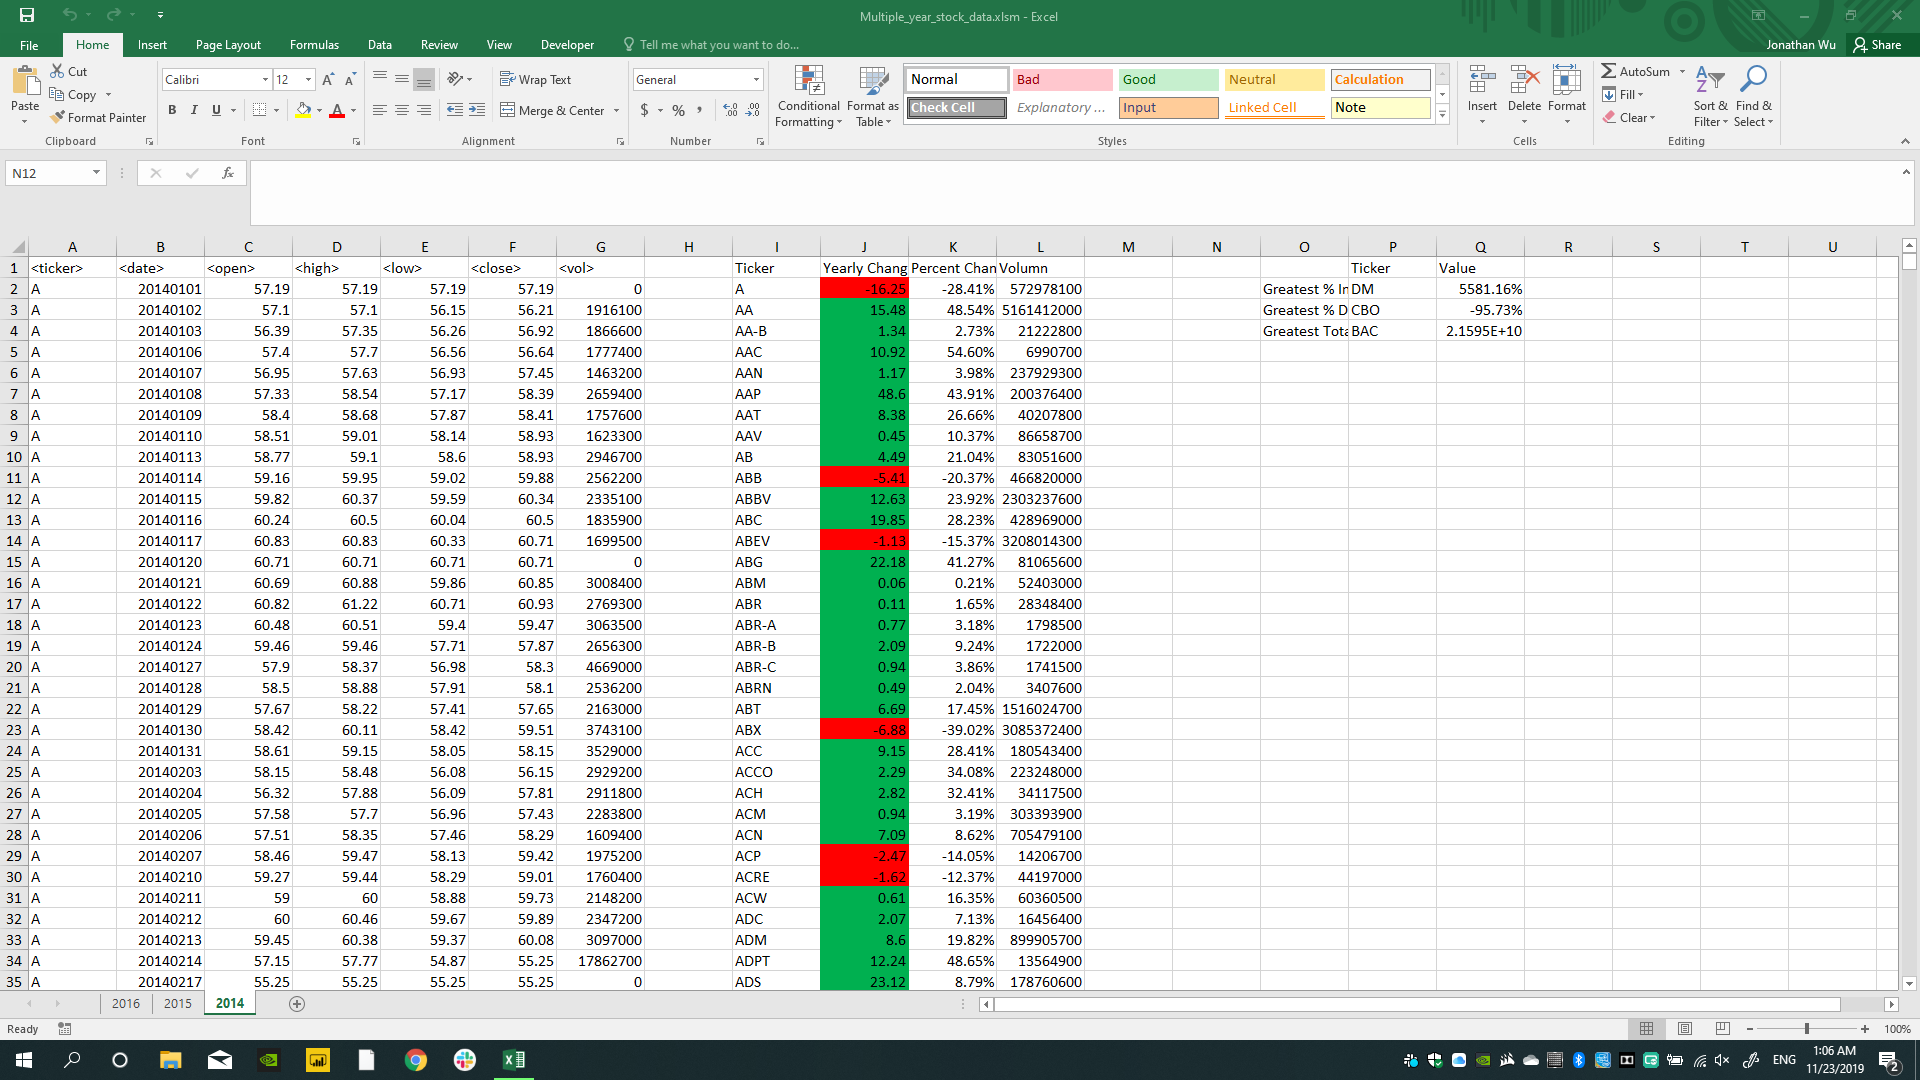 Multiple_year_stock_data.xlsm - Excel
File Home Insert Page Layout Formulas Data Review View Developer Tell me what you want to do... Jonathan Wu Share
Paste Cut Copy Format Painter Clipboard
Calibri 12 A A B I U A Font
Wrap Text Merge & Center Alignment
General $ % , Number
Conditional Formatting Format as Table Normal Bad Good Neutral Calculation
Check Cell Explanatory ... Input Linked Cell Note Styles
Insert Delete Format Cells
AutoSum Fill Clear Sort & Filter Find & Select Editing
N12 fx
A B C D E F G H I J K L M N O P Q R S T U
1 <ticker> <date> <open> <high> <low> <close> <vol> Ticker Yearly Chang Percent Chan Volumn Ticker Value
2 A 20140101 57.19 57.19 57.19 57.19 0 A -16.25 -28.41% 572978100 Greatest % In DM 5581.16%
3 A 20140102 57.1 57.1 56.15 56.21 1916100 AA 15.48 48.54% 5161412000 Greatest % D CBO -95.73%
4 A 20140103 56.39 57.35 56.26 56.92 1866600 AA-B 1.34 2.73% 21222800 Greatest Tota BAC 2.1595E+10
5 A 20140106 57.4 57.7 56.56 56.64 1777400 AAC 10.92 54.60% 6990700
6 A 20140107 56.95 57.63 56.93 57.45 1463200 AAN 1.17 3.98% 237929300
7 A 20140108 57.33 58.54 57.17 58.39 2659400 AAP 48.6 43.91% 200376400
8 A 20140109 58.4 58.68 57.87 58.41 1757600 AAT 8.38 26.66% 40207800
9 A 20140110 58.51 59.01 58.14 58.93 1623300 AAV 0.45 10.37% 86658700
10 A 20140113 58.77 59.1 58.6 58.93 2946700 AB 4.49 21.04% 83051600
11 A 20140114 59.16 59.95 59.02 59.88 2562200 ABB -5.41 -20.37% 466820000
12 A 20140115 59.82 60.37 59.59 60.34 2335100 ABBV 12.63 23.92% 2303237600
13 A 20140116 60.24 60.5 60.04 60.5 1835900 ABC 19.85 28.23% 428969000
14 A 20140117 60.83 60.83 60.33 60.71 1699500 ABEV -1.13 -15.37% 3208014300
15 A 20140120 60.71 60.71 60.71 60.71 0 ABG 22.18 41.27% 81065600
16 A 20140121 60.69 60.88 59.86 60.85 3008400 ABM 0.06 0.21% 52403000
17 A 20140122 60.82 61.22 60.71 60.93 2769300 ABR 0.11 1.65% 28348400
18 A 20140123 60.48 60.51 59.4 59.47 3063500 ABR-A 0.77 3.18% 1798500
19 A 20140124 59.46 59.46 57.71 57.87 2656300 ABR-B 2.09 9.24% 1722000
20 A 20140127 57.9 58.37 56.98 58.3 4669000 ABR-C 0.94 3.86% 1741500
21 A 20140128 58.5 58.88 57.91 58.1 2536200 ABRN 0.49 2.04% 3407600
22 A 20140129 57.67 58.22 57.41 57.65 2163000 ABT 6.69 17.45% 1516024700
23 A 20140130 58.42 60.11 58.42 59.51 3743100 ABX -6.88 -39.02% 3085372400
24 A 20140131 58.61 59.15 58.05 58.15 3529000 ACC 9.15 28.41% 180543400
25 A 20140203 58.15 58.48 56.08 56.15 2929200 ACCO 2.29 34.08% 223248000
26 A 20140204 56.32 57.88 56.09 57.81 2911800 ACH 2.82 32.41% 34117500
27 A 20140205 57.58 57.7 56.96 57.43 2283800 ACM 0.94 3.19% 303393900
28 A 20140206 57.51 58.35 57.46 58.29 1609400 ACN 7.09 8.62% 705479100
29 A 20140207 58.46 59.47 58.13 59.42 1975200 ACP -2.47 -14.05% 14206700
30 A 20140210 59.27 59.44 58.29 59.01 1760400 ACRE -1.62 -12.37% 44197000
31 A 20140211 59 60 58.88 59.73 2148200 ACW 0.61 16.35% 60360500
32 A 20140212 60 60.46 59.67 59.89 2347200 ADC 2.07 7.13% 16456400
33 A 20140213 59.45 60.38 59.37 60.08 3097000 ADM 8.6 19.82% 899905700
34 A 20140214 57.15 57.77 54.87 55.25 17862700 ADPT 12.24 48.65% 13564900
35 A 20140217 55.25 55.25 55.25 55.25 0 ADS 23.12 8.79% 178760600
2016 2015 2014
Ready 100%
ENG 1:06 AM 11/23/2019 2